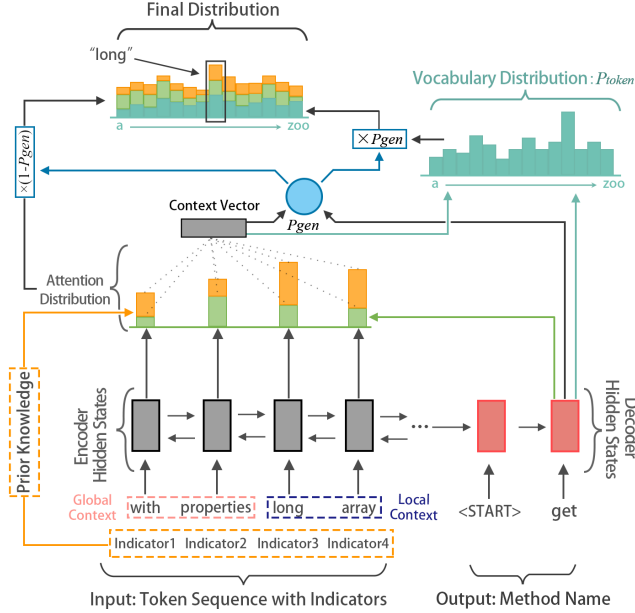 Final Distribution
“long”
Vocabulary Distribution: Ptoken
a
zoo
×(1-Pgen)
× Pgen
a
zoo
Context Vector
Pgen
Attention
Distribution
Prior Knowledge
Encoder
Hidden States
Decoder
Hidden States
...
Global
Context
with
properties
long
array
Local
Context
<START>
get
Indicator1
Indicator2
Indicator3
Indicator4
Input: Token Sequence with Indicators
Output: Method Name